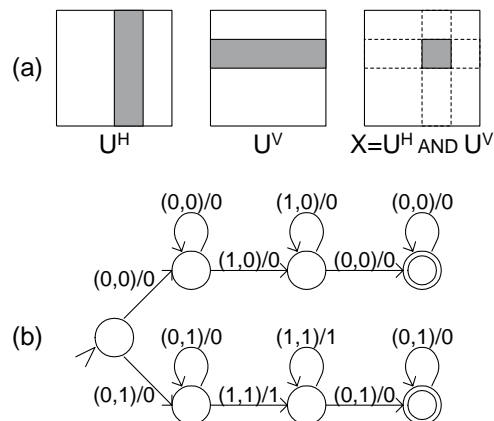 (a)
U^H U^V X=U^H AND U^V
(0,0)/0 (1,0)/0 (0,0)/0
(0,0)/0 (1,0)/0 (0,0)/0
(b)
(0,1)/0 (1,1)/1 (0,1)/0
(0,1)/0 (1,1)/1 (0,1)/0